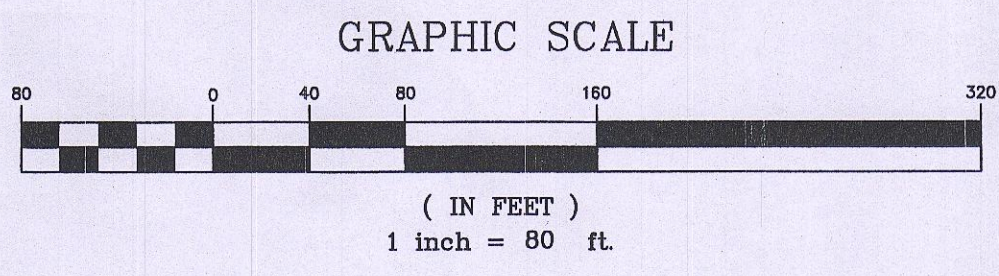 GRAPHIC SCALE
80 0 40 80 160 320
( IN FEET )
1 inch = 80 ft.